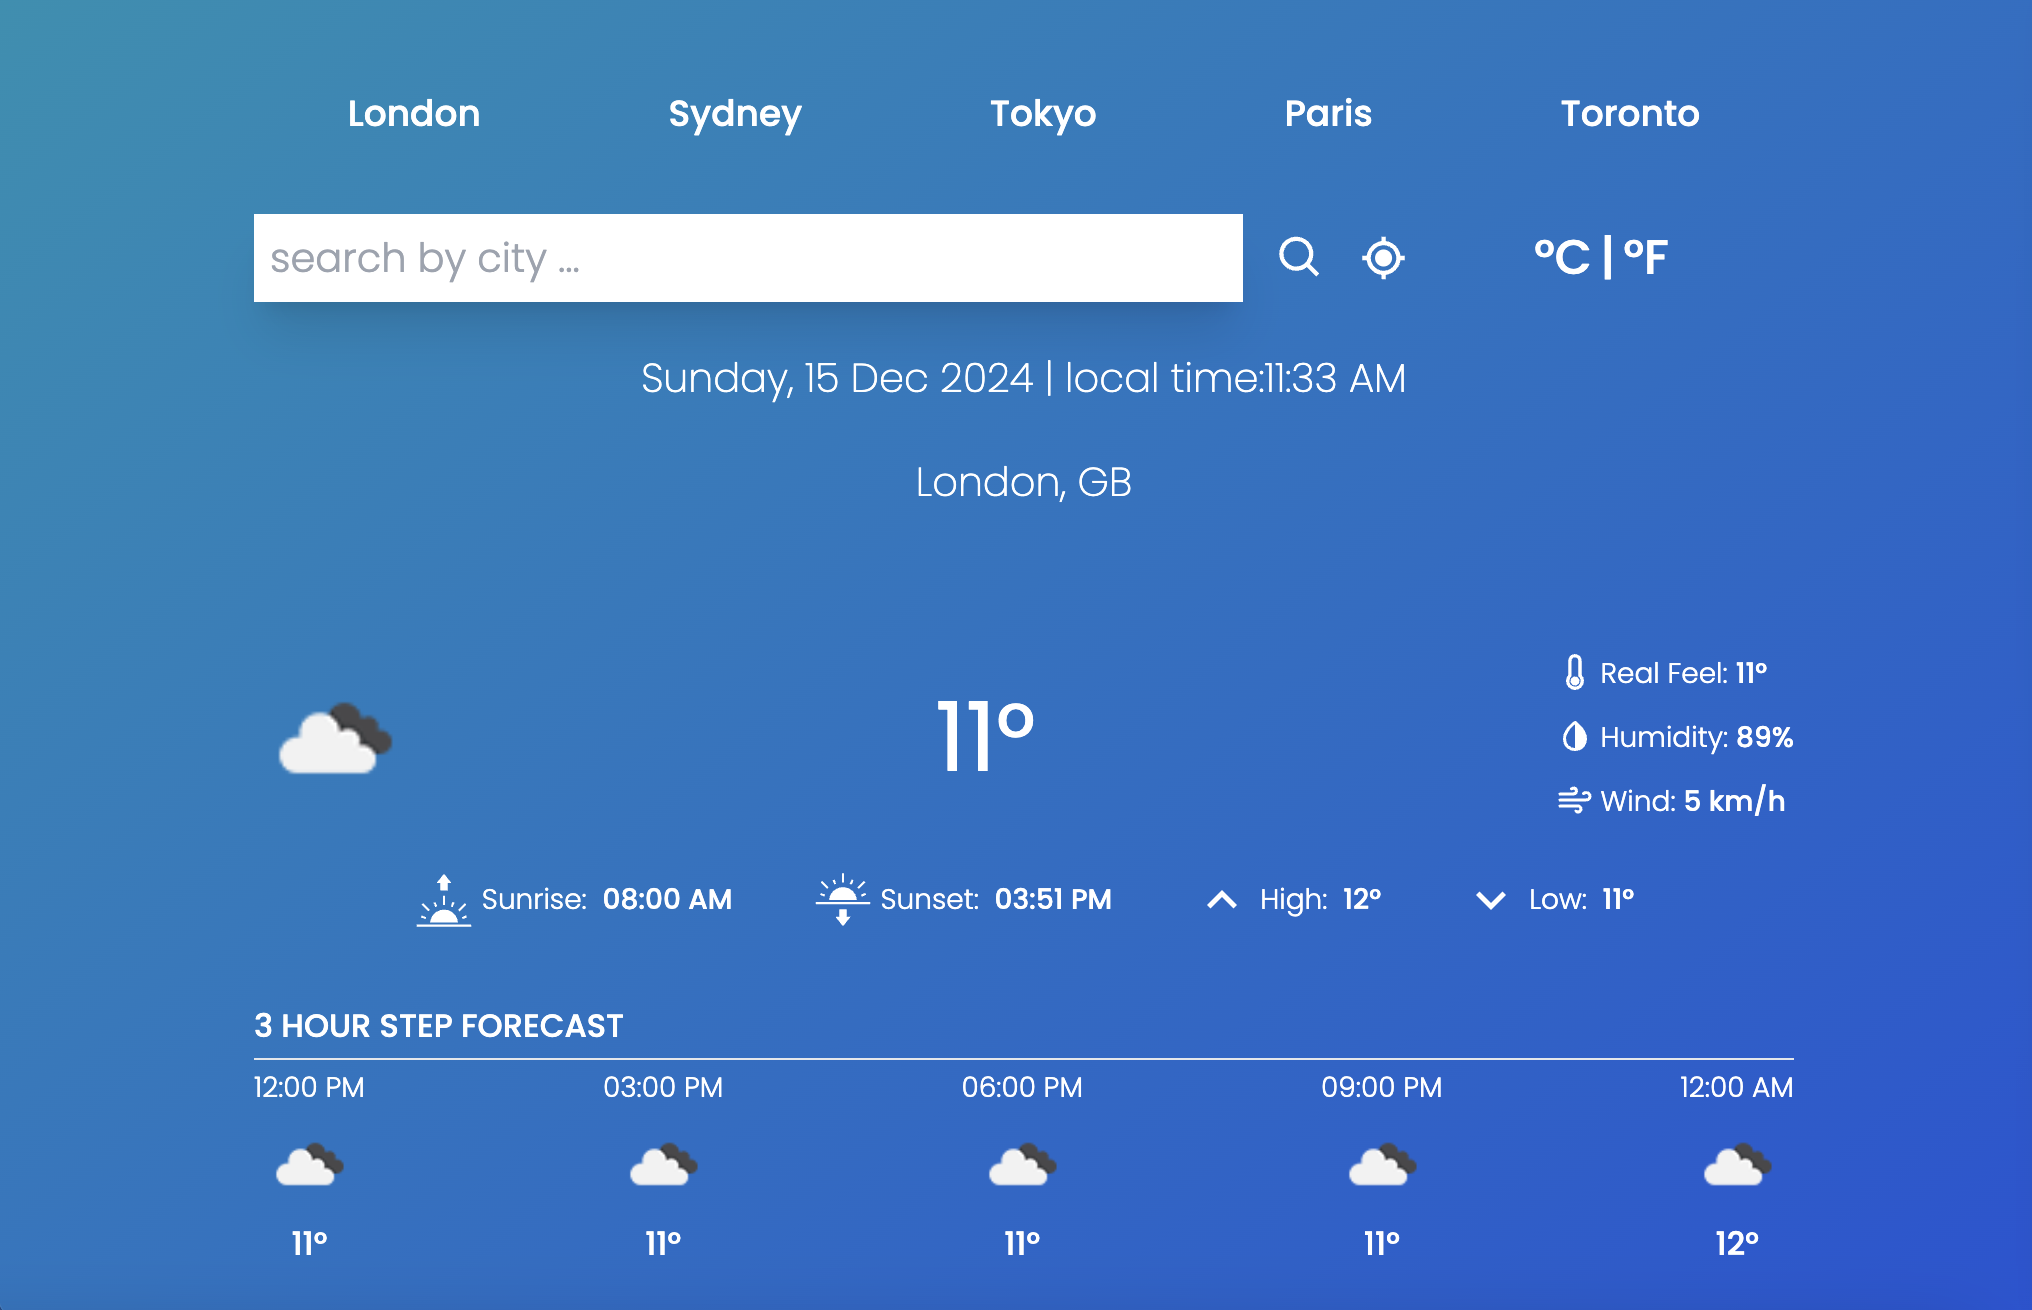 London Sydney Tokyo Paris Toronto
search by city ...
°C | °F
Sunday, 15 Dec 2024 | local time:11:33 AM
London, GB
11°
Real Feel: 11°
Humidity: 89%
Wind: 5 km/h
Sunrise: 08:00 AM Sunset: 03:51 PM High: 12° Low: 11°
3 HOUR STEP FORECAST
12:00 PM 03:00 PM 06:00 PM 09:00 PM 12:00 AM
11° 11° 11° 11° 12°